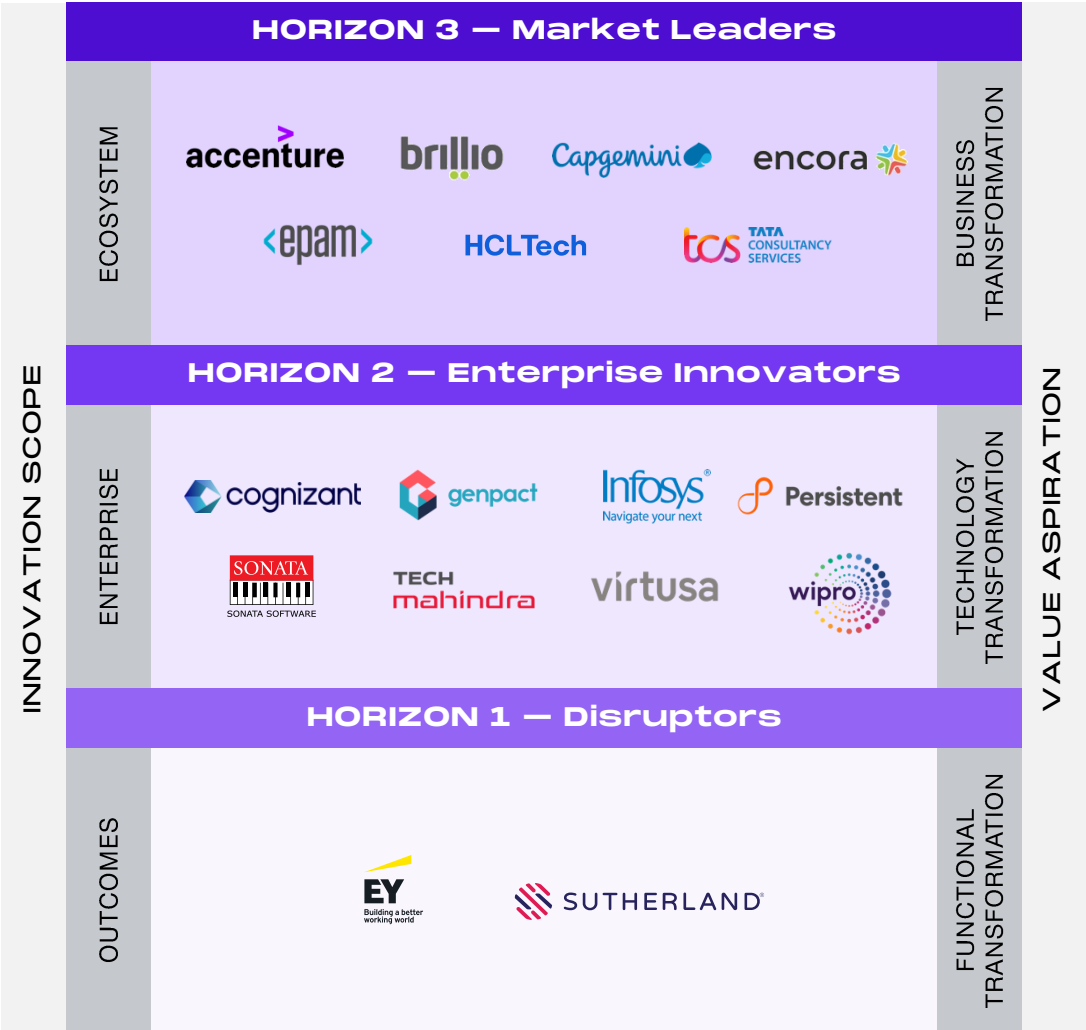 HORIZON 3 — Market Leaders
INNOVATION SCOPE
VALUE ASPIRATION
ECOSYSTEM
accenture
>
brillio
Capgemini
encora
<epam>
HCLTech
tcs
TATA
CONSULTANCY
SERVICES
BUSINESS
TRANSFORMATION
HORIZON 2 — Enterprise Innovators
ENTERPRISE
cognizant
genpact
Infosys®
Navigate your next
Persistent
SONATA
SONATA SOFTWARE
TECH
mahindra
virtusa
wipro
TECHNOLOGY
TRANSFORMATION
HORIZON 1 — Disruptors
OUTCOMES
EY
Building a better
working world
SUTHERLAND®
FUNCTIONAL
TRANSFORMATION